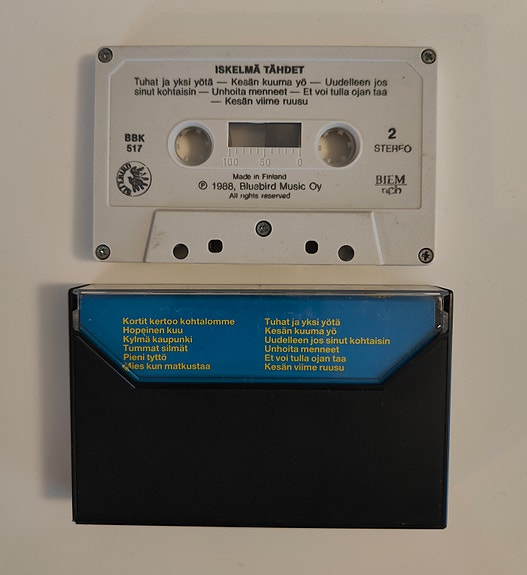 ISKELMÄ TÄHDET
Tuhat ja yksi yötä — Kesän kuuma yö — Uudelleen jos
sinut kohtaisin — Unhoita menneet — Et voi tulla ojan taa
— Kesän viime ruusu
BBK
517
2
STEREO
100 50 0
Made in Finland
℗ 1988, Bluebird Music Oy
All rights reserved
BLUEBIRD
BIEM
ncb
Kortit kertoo kohtalomme
Hopeinen kuu
Kylmä kaupunki
Tummat silmät
Pieni tyttö
Mies kun matkustaa
Tuhat ja yksi yötä
Kesän kuuma yö
Uudelleen jos sinut kohtaisin
Unhoita menneet
Et voi tulla ojan taa
Kesän viime ruusu